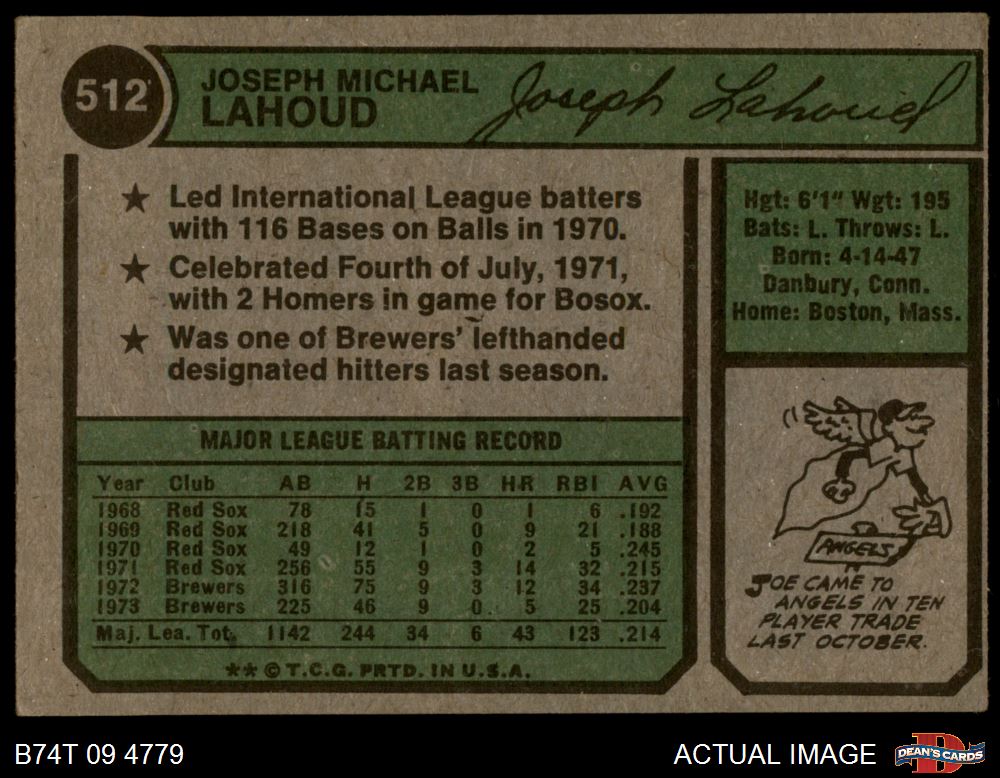 512
JOSEPH MICHAEL
LAHOUD
Joseph Lahoud
★ Led International League batters
with 116 Bases on Balls in 1970.
★ Celebrated Fourth of July, 1971,
with 2 Homers in game for Bosox.
★ Was one of Brewers' lefthanded
designated hitters last season.
Hgt: 6'1" Wgt: 195
Bats: L. Throws: L.
Born: 4-14-47
Danbury, Conn.
Home: Boston, Mass.
MAJOR LEAGUE BATTING RECORD
Year Club AB H 2B 3B HR RBI AVG
1968 Red Sox 78 15 1 0 1 6 .192
1969 Red Sox 218 41 5 0 9 21 .188
1970 Red Sox 49 12 1 0 2 5 .245
1971 Red Sox 256 55 9 3 14 32 .215
1972 Brewers 316 75 9 3 12 34 .237
1973 Brewers 225 46 9 0 5 25 .204
Maj. Lea. Tot. 1142 244 34 6 43 123 .214
** © T.C.G. PRTD. IN U.S.A.
ANGELS
JOE CAME TO
ANGELS IN TEN
PLAYER TRADE
LAST OCTOBER.
B74T 09 4779
ACTUAL IMAGE
DEAN'S CARDS